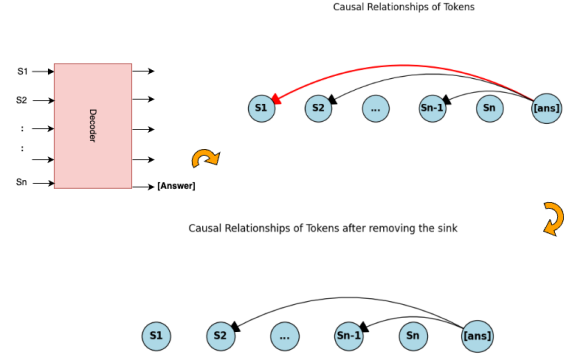 Causal Relationships of Tokens
S1
S2
:
:
Sn
Decoder
[Answer]
S1 S2 ... Sn-1 Sn [ans]
Causal Relationships of Tokens after removing the sink
S1 S2 ... Sn-1 Sn [ans]